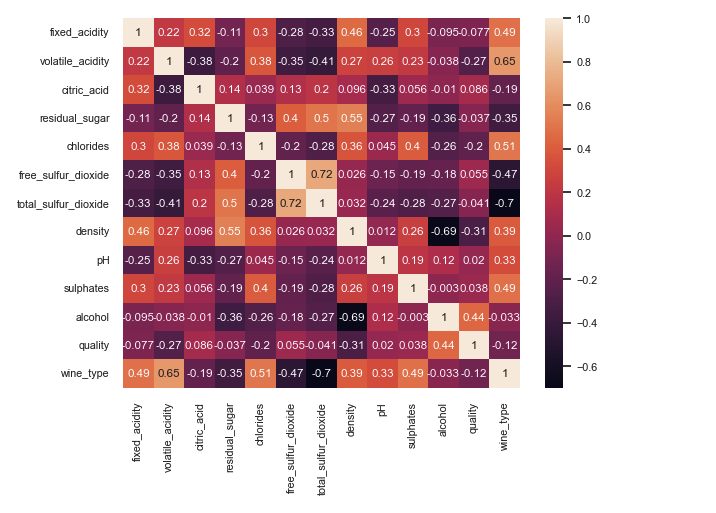 fixed_acidity 1 0.22 0.32 -0.11 0.3 -0.28 -0.33 0.46 -0.25 0.3 -0.095 -0.077 0.49
volatile_acidity 0.22 1 -0.38 -0.2 0.38 -0.35 -0.41 0.27 0.26 0.23 -0.038 -0.27 0.65
citric_acid 0.32 -0.38 1 0.14 0.039 0.13 0.2 0.096 -0.33 0.056 -0.01 0.086 -0.19
residual_sugar -0.11 -0.2 0.14 1 -0.13 0.4 0.5 0.55 -0.27 -0.19 -0.36 -0.037 -0.35
chlorides 0.3 0.38 0.039 -0.13 1 -0.2 -0.28 0.36 0.045 0.4 -0.26 -0.2 0.51
free_sulfur_dioxide -0.28 -0.35 0.13 0.4 -0.2 1 0.72 0.026 -0.15 -0.19 -0.18 0.055 -0.47
total_sulfur_dioxide -0.33 -0.41 0.2 0.5 -0.28 0.72 1 0.032 -0.24 -0.28 -0.27 -0.041 -0.7
density 0.46 0.27 0.096 0.55 0.36 0.026 0.032 1 0.012 0.26 -0.69 -0.31 0.39
pH -0.25 0.26 -0.33 -0.27 0.045 -0.15 -0.24 0.012 1 0.19 0.12 0.02 0.33
sulphates 0.3 0.23 0.056 -0.19 0.4 -0.19 -0.28 0.26 0.19 1 -0.003 0.038 0.49
alcohol -0.095 -0.038 -0.01 -0.36 -0.26 -0.18 -0.27 -0.69 0.12 -0.003 1 0.44 -0.033
quality -0.077 -0.27 0.086 -0.037 -0.2 0.055 -0.041 -0.31 0.02 0.038 0.44 1 -0.12
wine_type 0.49 0.65 -0.19 -0.35 0.51 -0.47 -0.7 0.39 0.33 0.49 -0.033 -0.12 1
fixed_acidity
volatile_acidity
citric_acid
residual_sugar
chlorides
free_sulfur_dioxide
total_sulfur_dioxide
density
pH
sulphates
alcohol
quality
wine_type
1.0
0.8
0.6
0.4
0.2
0.0
−0.2
−0.4
−0.6